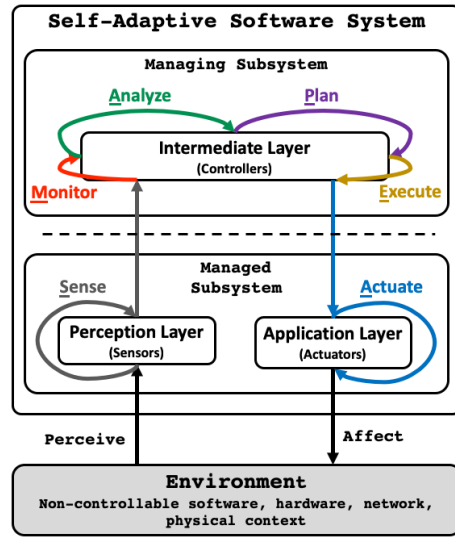 Self-Adaptive Software System
Managing Subsystem
Analyze
Plan
Intermediate Layer
(Controllers)
Monitor
Execute
Managed
Subsystem
Sense
Actuate
Perception Layer
(Sensors)
Application Layer
(Actuators)
Perceive
Affect
Environment
Non-controllable software, hardware, network,
physical context